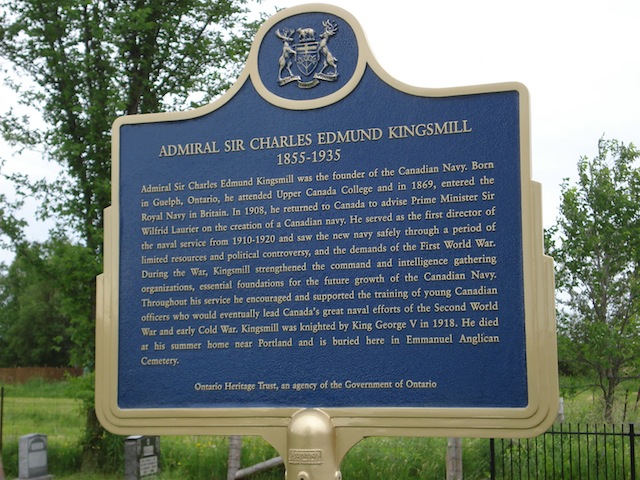 ADMIRAL SIR CHARLES EDMUND KINGSMILL
1855-1935
Admiral Sir Charles Edmund Kingsmill was the founder of the Canadian Navy. Born
in Guelph, Ontario, he attended Upper Canada College and in 1869, entered the
Royal Navy in Britain. In 1908, he returned to Canada to advise Prime Minister Sir
Wilfrid Laurier on the creation of a Canadian navy. He served as the first director of
the naval service from 1910-1920 and saw the new navy safely through a period of
limited resources and political controversy, and the demands of the First World War.
During the War, Kingsmill strengthened the command and intelligence gathering
organizations, essential foundations for the future growth of the Canadian Navy.
Throughout his service he encouraged and supported the training of young Canadian
officers who would eventually lead Canada's great naval efforts of the Second World
War and early Cold War. Kingsmill was knighted by King George V in 1918. He died
at his summer home near Portland and is buried here in Emmanuel Anglican
Cemetery.
Ontario Heritage Trust, an agency of the Government of Ontario